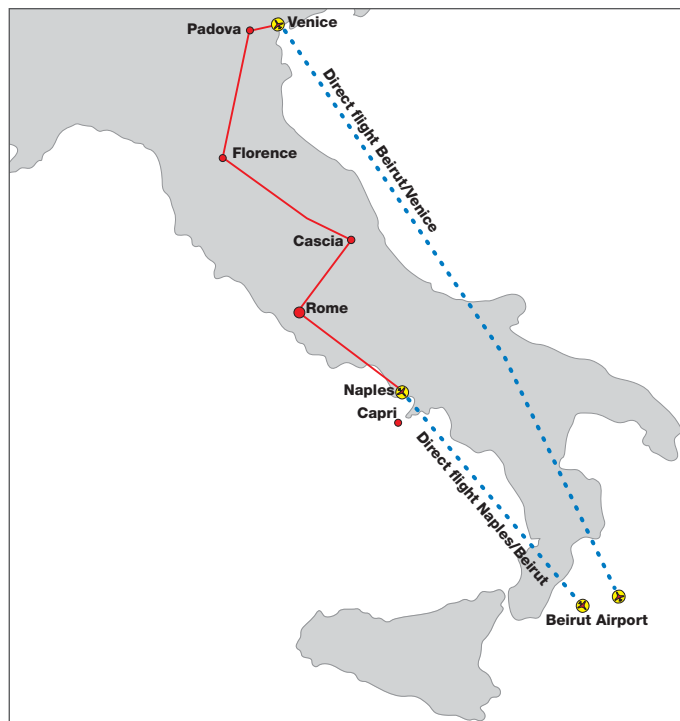 Venice
Padova
Direct flight Beirut/Venice
Florence
Cascia
Rome
Naples
Capri
Direct flight Naples/Beirut
Beirut Airport